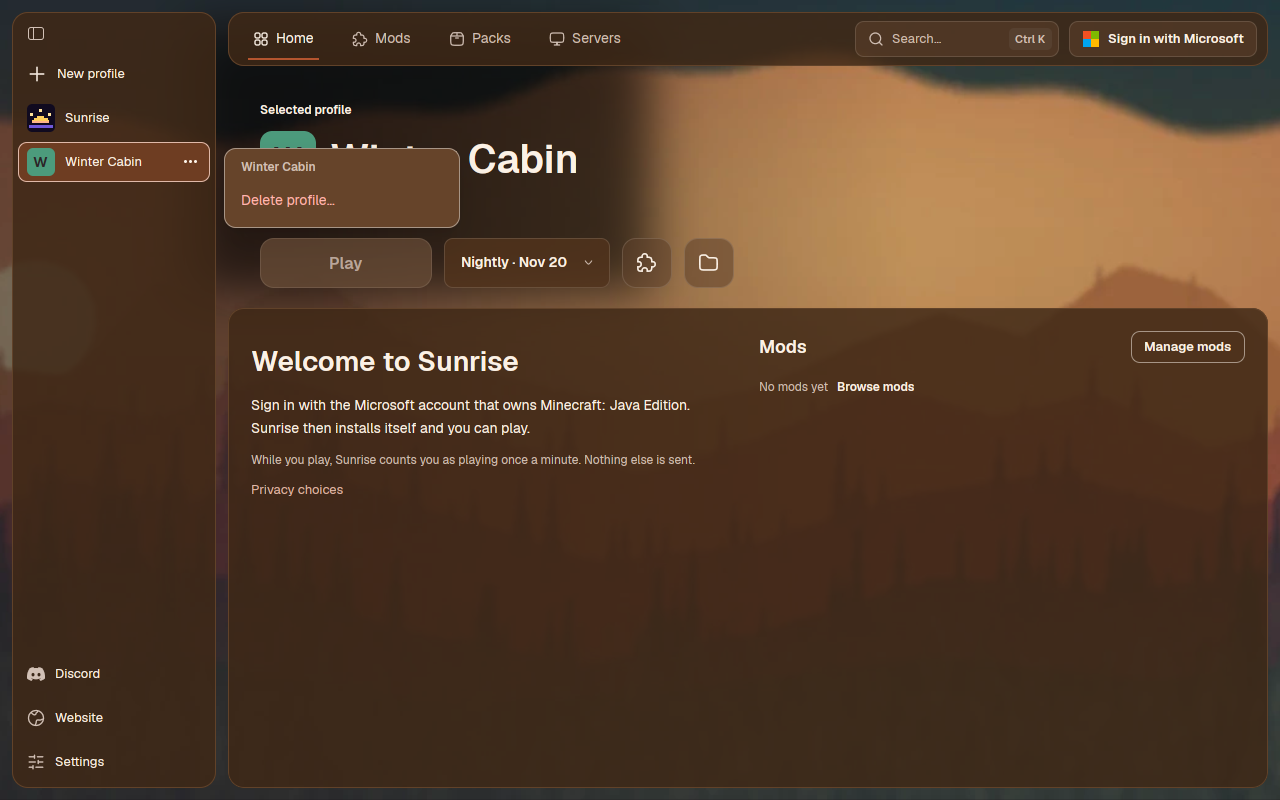 Home
Mods
Packs
Servers
Search...
Ctrl K
Sign in with Microsoft
New profile
Sunrise
W
Winter Cabin
Selected profile
Cabin
Winter Cabin
Delete profile...
Play
Nightly · Nov 20
Welcome to Sunrise
Sign in with the Microsoft account that owns Minecraft: Java Edition.
Sunrise then installs itself and you can play.
While you play, Sunrise counts you as playing once a minute. Nothing else is sent.
Privacy choices
Mods
Manage mods
No mods yet Browse mods
Discord
Website
Settings